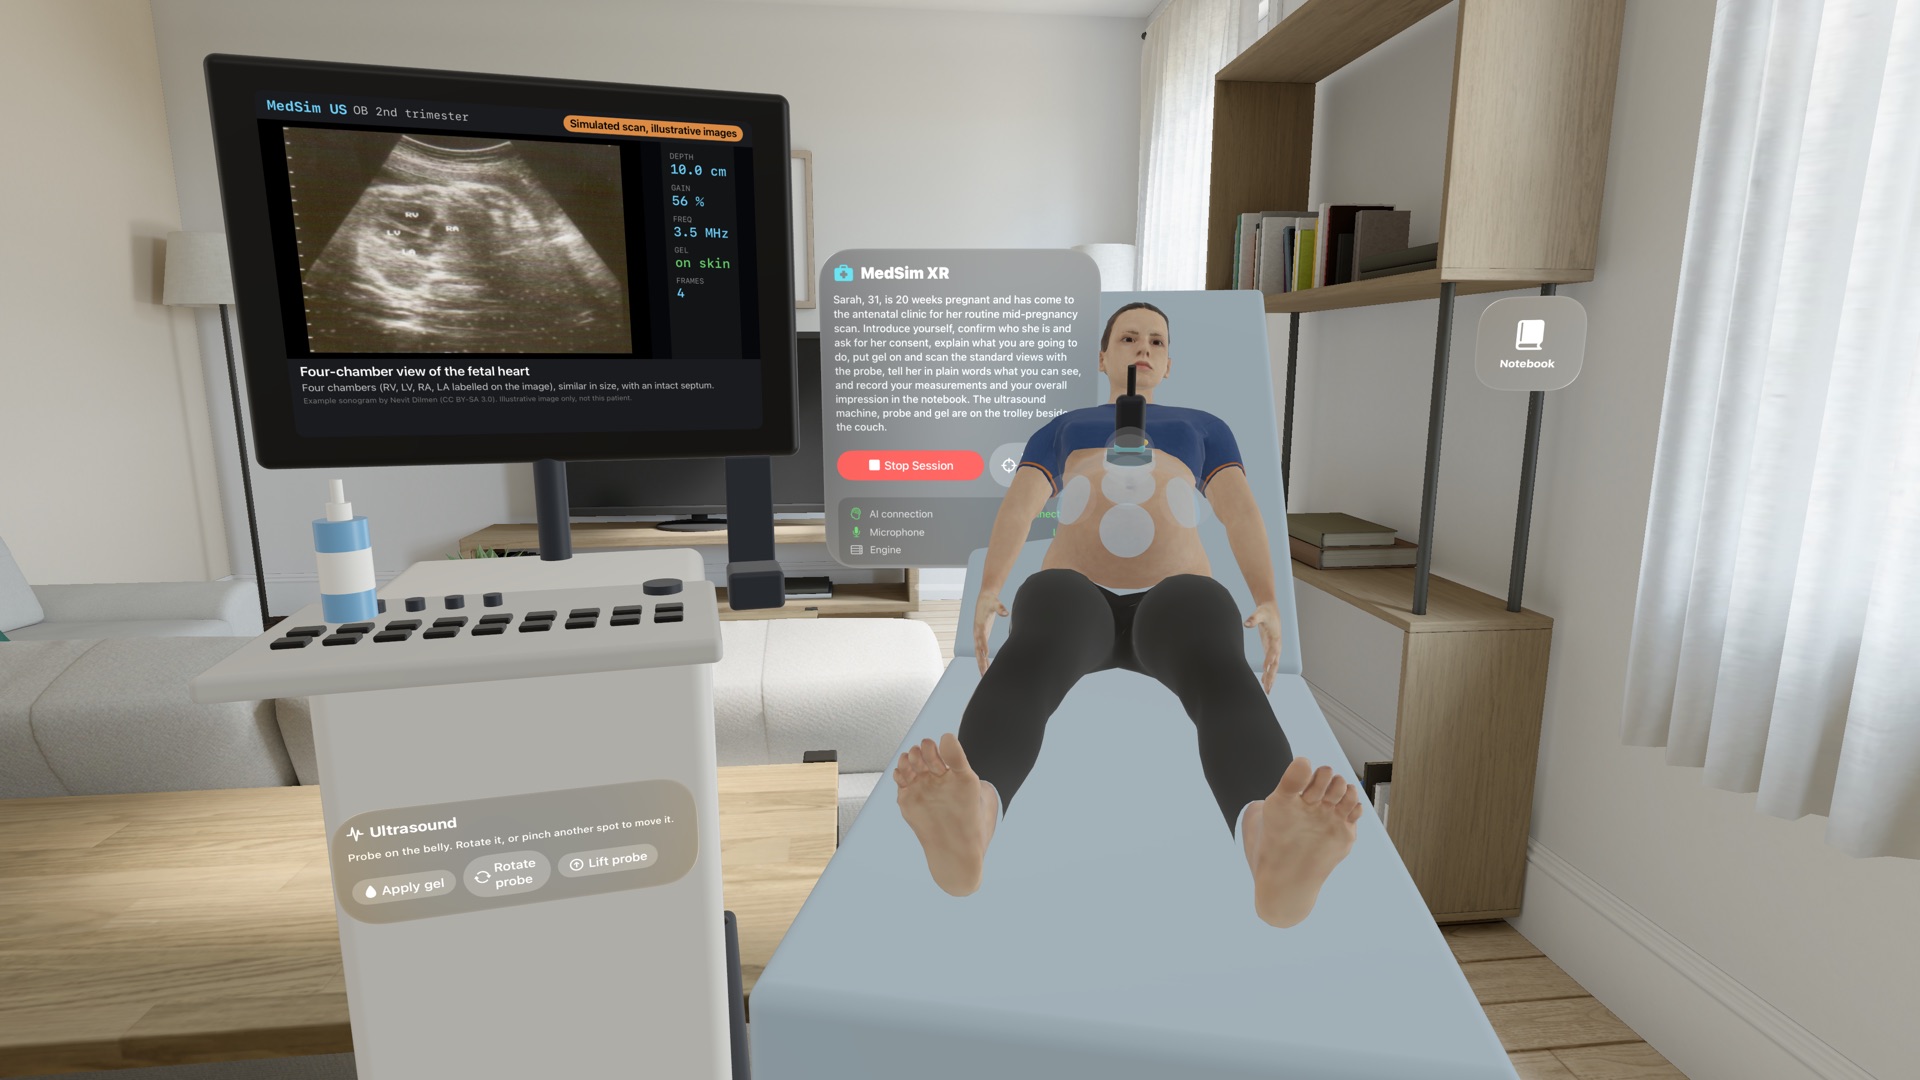 MedSim US OB 2nd trimester
Simulated scan, illustrative images
RV
LV
RA
LA
DEPTH
10.0 cm
GAIN
56 %
FREQ
3.5 MHz
GEL
on skin
FRAMES
4
Four-chamber view of the fetal heart
Four chambers (RV, LV, RA, LA labelled on the image), similar in size, with an intact septum.
Example sonogram by Nevit Dilmen (CC BY-SA 3.0). Illustrative image only, not this patient.
MedSim XR
Sarah, 31, is 20 weeks pregnant and has come to
the antenatal clinic for her routine mid-pregnancy
scan. Introduce yourself, confirm who she is and
ask for her consent, explain what you are going to
do, put gel on and scan the standard views with
the probe, tell her in plain words what you can see,
and record your measurements and your overall
impression in the notebook. The ultrasound
machine, probe and gel are on the trolley beside
the couch.
Stop Session
AI connection
Microphone
Engine
Notebook
Ultrasound
Probe on the belly. Rotate it, or pinch another spot to move it.
Apply gel
Rotate
probe
Lift probe